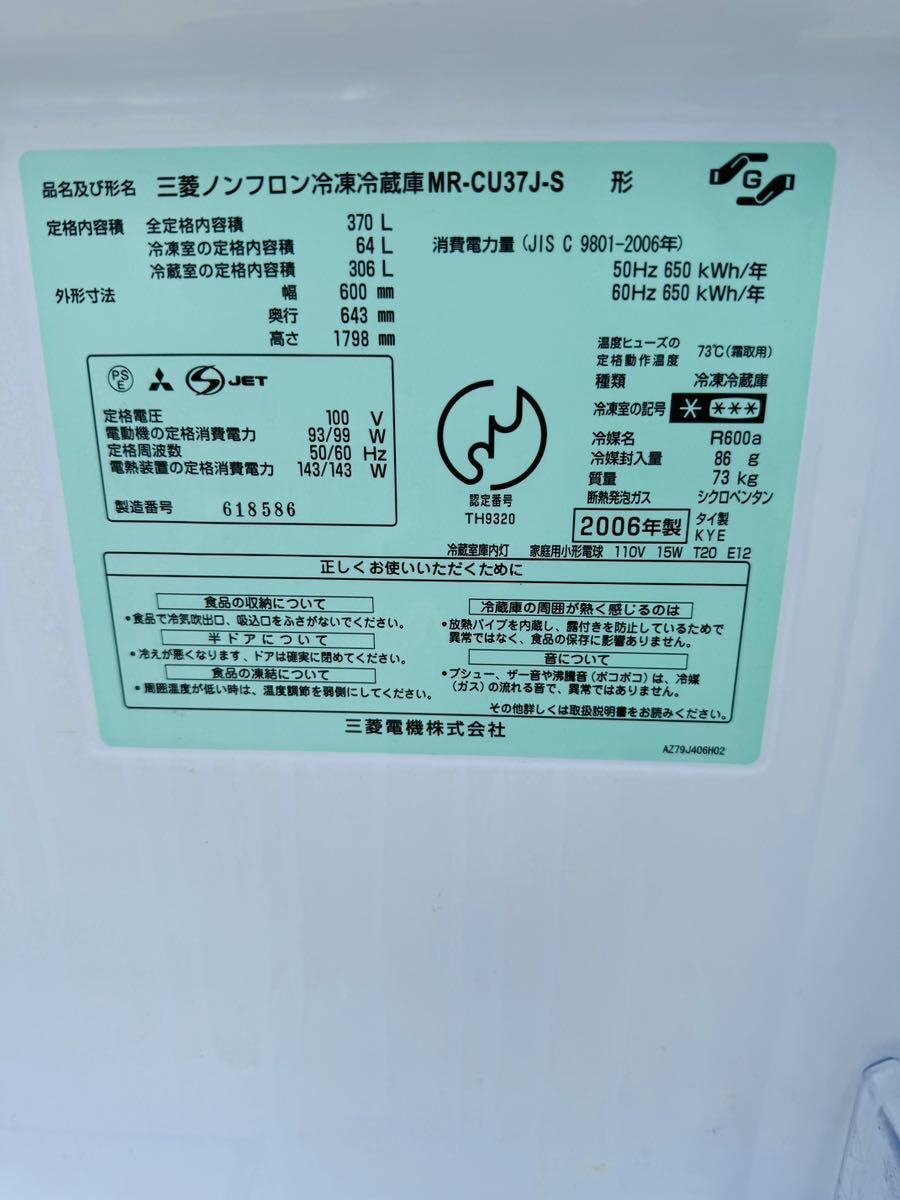 品名及び形名 三菱ノンフロン冷凍冷蔵庫 MR-CU37J-S 形
G
定格内容積 全定格内容積 370 L
冷凍室の定格内容積 64 L
冷蔵室の定格内容積 306 L
外形寸法 幅 600 mm
奥行 643 mm
高さ 1798 mm
消費電力量 (JIS C 9801-2006年)
50Hz 650 kWh/年
60Hz 650 kWh/年
PS
E
JET
定格電圧 100 V
電動機の定格消費電力 93/99 W
定格周波数 50/60 Hz
電熱装置の定格消費電力 143/143 W
製造番号 618586
認定番号
TH9320
温度ヒューズの
定格動作温度 73℃(霜取用)
種類 冷凍冷蔵庫
冷凍室の記号 * ***
冷媒名 R600a
冷媒封入量 86 g
質量 73 kg
断熱発泡ガス シクロペンタン
2006年製 タイ製
KYE
冷蔵室庫内灯 家庭用小形電球 110V 15W T20 E12
正しくお使いいただくために
食品の収納について
•食品で冷気吹出口、吸込口をふさがないでください。
半ドアについて
•冷えが悪くなります、ドアは確実に閉めてください。
食品の凍結について
•周囲温度が低い時は、温度調節を弱側にしてください。
冷蔵庫の周囲が熱く感じるのは
•放熱パイプを内蔵し、露付きを防止しているためで
異常ではなく、食品の保存に影響ありません。
音について
•プシュー、ザー音や沸騰音(ポコポコ)は、冷媒
(ガス)の流れる音で、異常ではありません。
その他詳しくは取扱説明書をお読みください。
三菱電機株式会社
AZ79J406H02